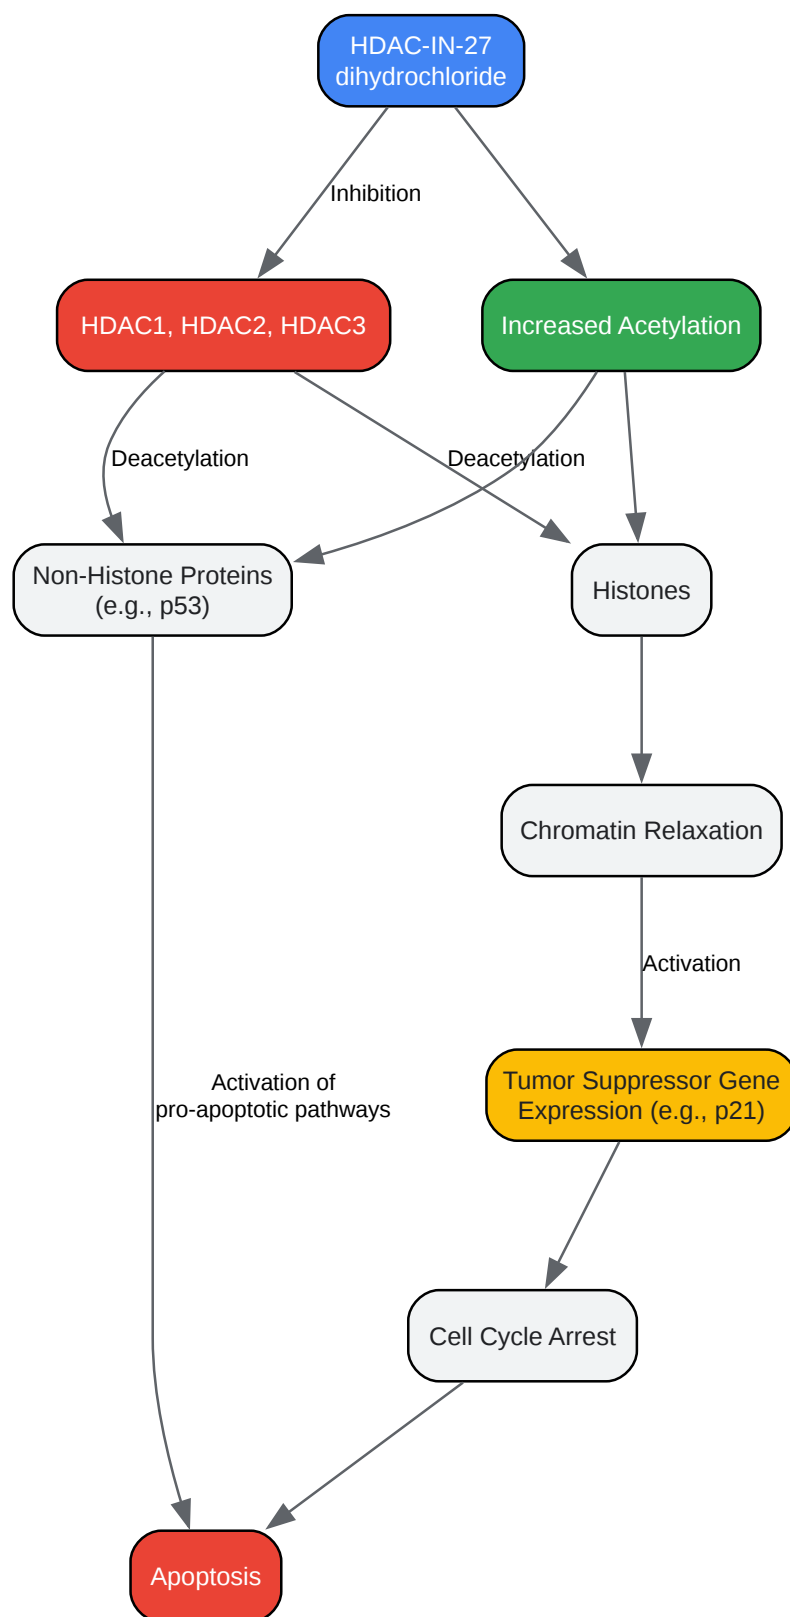 HDAC-IN-27
dihydrochloride
Inhibition
HDAC1, HDAC2, HDAC3
Increased Acetylation
Deacetylation
Deacetylation
Non-Histone Proteins
(e.g., p53)
Histones
Chromatin Relaxation
Activation
Tumor Suppressor Gene
Expression (e.g., p21)
Activation of
pro-apoptotic pathways
Cell Cycle Arrest
Apoptosis